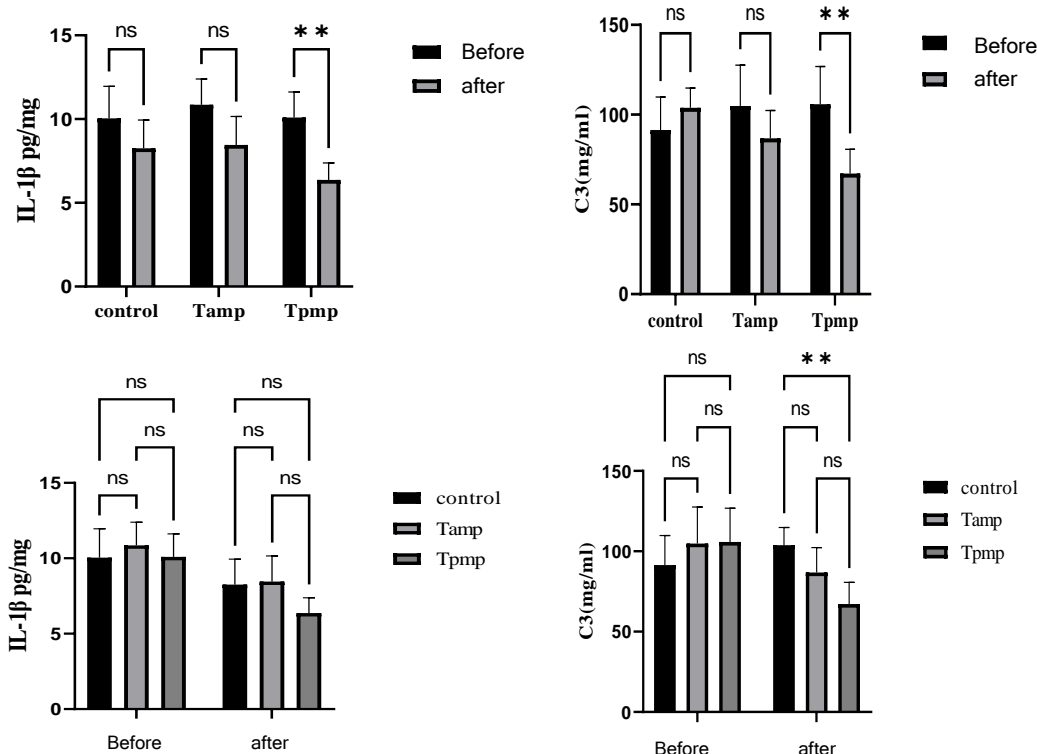 ns ns ∗∗
15
10
5
0
IL-1β pg/mg
control Tamp Tpmp
Before
after
ns ns ∗∗
150
100
50
0
C3(mg/ml)
control Tamp Tpmp
Before
after
ns ns
ns ns
ns ns
15
10
5
0
IL-1β pg/mg
Before after
control
Tamp
Tpmp
ns ∗∗
ns ns
ns ns
150
100
50
0
C3(mg/ml)
Before after
control
Tamp
Tpmp